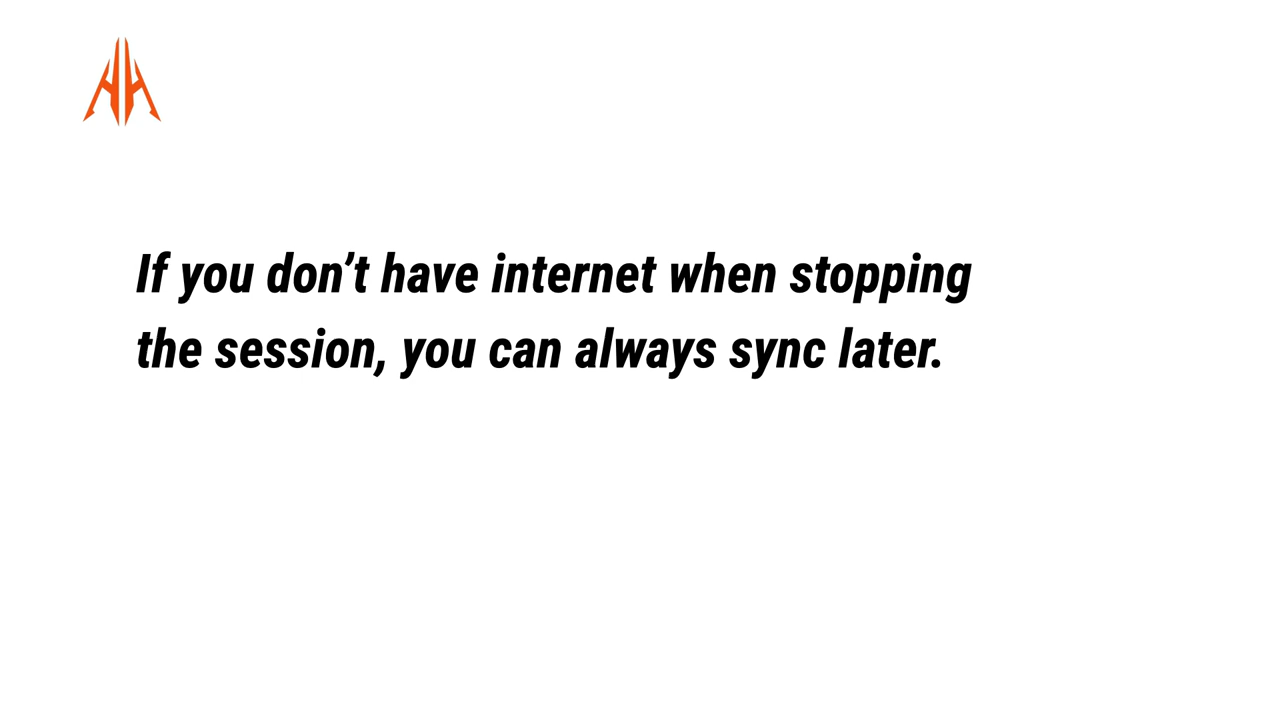 If you don’t have internet when stopping
the session, you can always sync later.